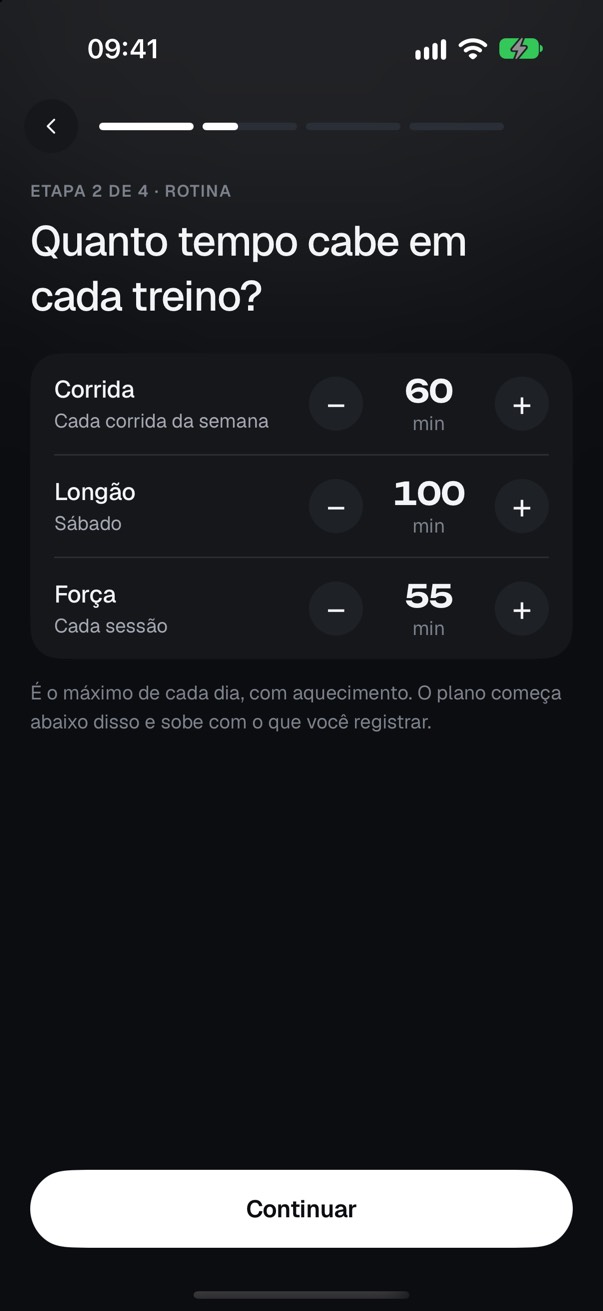 09:41
ETAPA 2 DE 4 · ROTINA
Quanto tempo cabe em
cada treino?
Corrida
Cada corrida da semana
−
60
min
+
Longão
Sábado
−
100
min
+
Força
Cada sessão
−
55
min
+
É o máximo de cada dia, com aquecimento. O plano começa
abaixo disso e sobe com o que você registrar.
Continuar